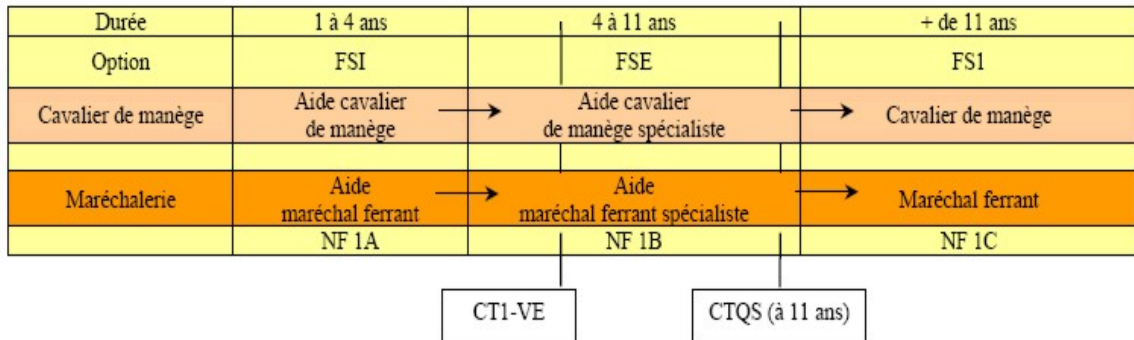 Durée 1 à 4 ans 4 à 11 ans + de 11 ans
Option FSI FSE FS1
Cavalier de manège Aide cavalier de manège Aide cavalier de manège spécialiste Cavalier de manège
Maréchalerie Aide maréchal ferrant Aide maréchal ferrant spécialiste Maréchal ferrant
NF 1A NF 1B NF 1C
CT1-VE CTQS (à 11 ans)